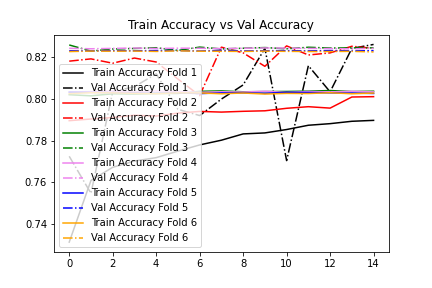 Train Accuracy vs Val Accuracy
0.82
0.80
0.78
0.76
0.74
Train Accuracy Fold 1
Val Accuracy Fold 1
Train Accuracy Fold 2
Val Accuracy Fold 2
Train Accuracy Fold 3
Val Accuracy Fold 3
Train Accuracy Fold 4
Val Accuracy Fold 4
Train Accuracy Fold 5
Val Accuracy Fold 5
Train Accuracy Fold 6
Val Accuracy Fold 6
0 2 4 6 8 10 12 14